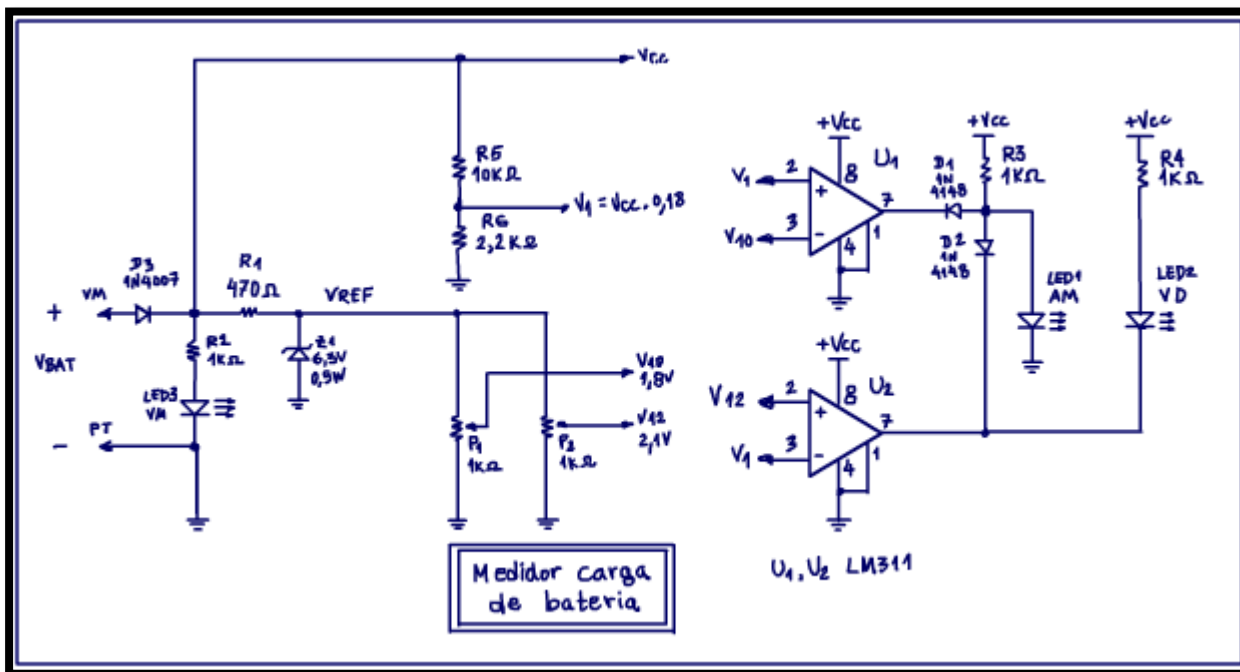 Vcc
R5
10KΩ
V1 = Vcc . 0,18
R6
2,2KΩ
D3
1N4007
R1
470Ω
VREF
+
VM
VBAT
R2
1KΩ
Z1
6,3V
0,5W
LED3
VM
-
PT
V10
1,8V
V12
2,1V
P1
1KΩ
P2
1KΩ
+Vcc
U1
V1
2
+
8
7
V10
3
-
4
1
D1
1N
4148
+Vcc
R3
1KΩ
D2
1N
4148
LED1
AM
+Vcc
R4
1KΩ
LED2
VD
+Vcc
U2
V12
2
+
8
7
V1
3
-
4
1
U1, U2 LM311
Medidor carga
de bateria